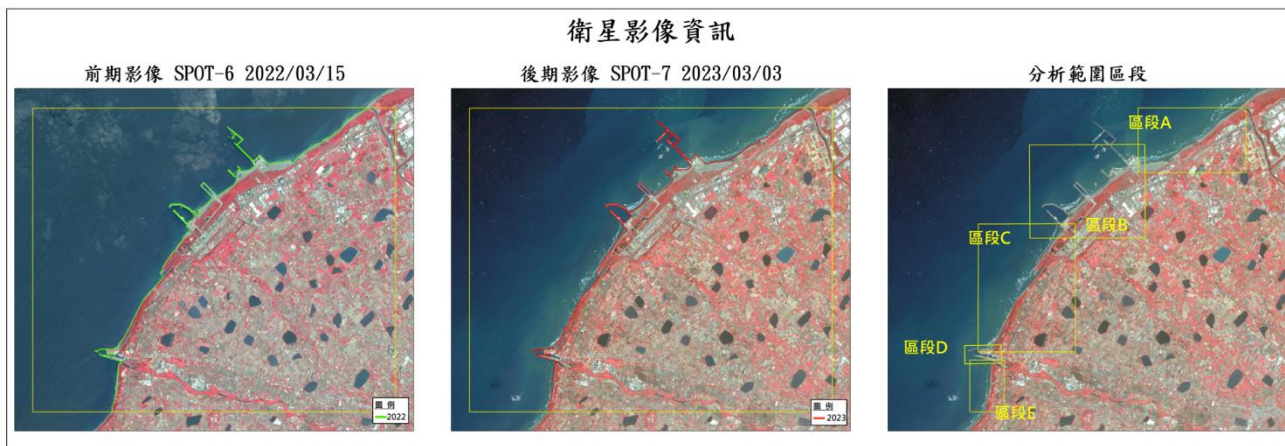 衛星影像資訊
前期影像 SPOT-6 2022/03/15
後期影像 SPOT-7 2023/03/03
分析範圍區段
圖例
2022
圖例
2023
區段A
區段B
區段C
區段D
區段E